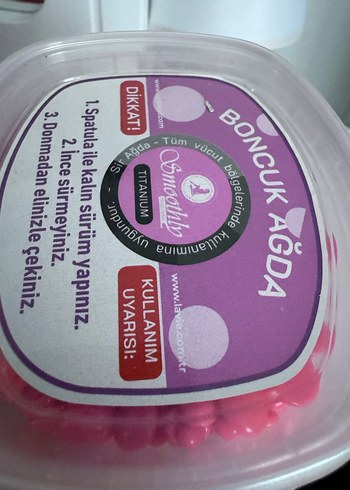 BONCUK AĞDA
Sir Ağda - Tüm vücut bölgelerinde kullanımına uygundur.
Smoothly
TITANIUM
DİKKAT!
KULLANIM
UYARISI:
www.lavie.com.tr
1.Spatula ile kalın sürüm yapınız.
2. İnce sürmeyiniz.
3. Donmadan elinizle çekiniz.